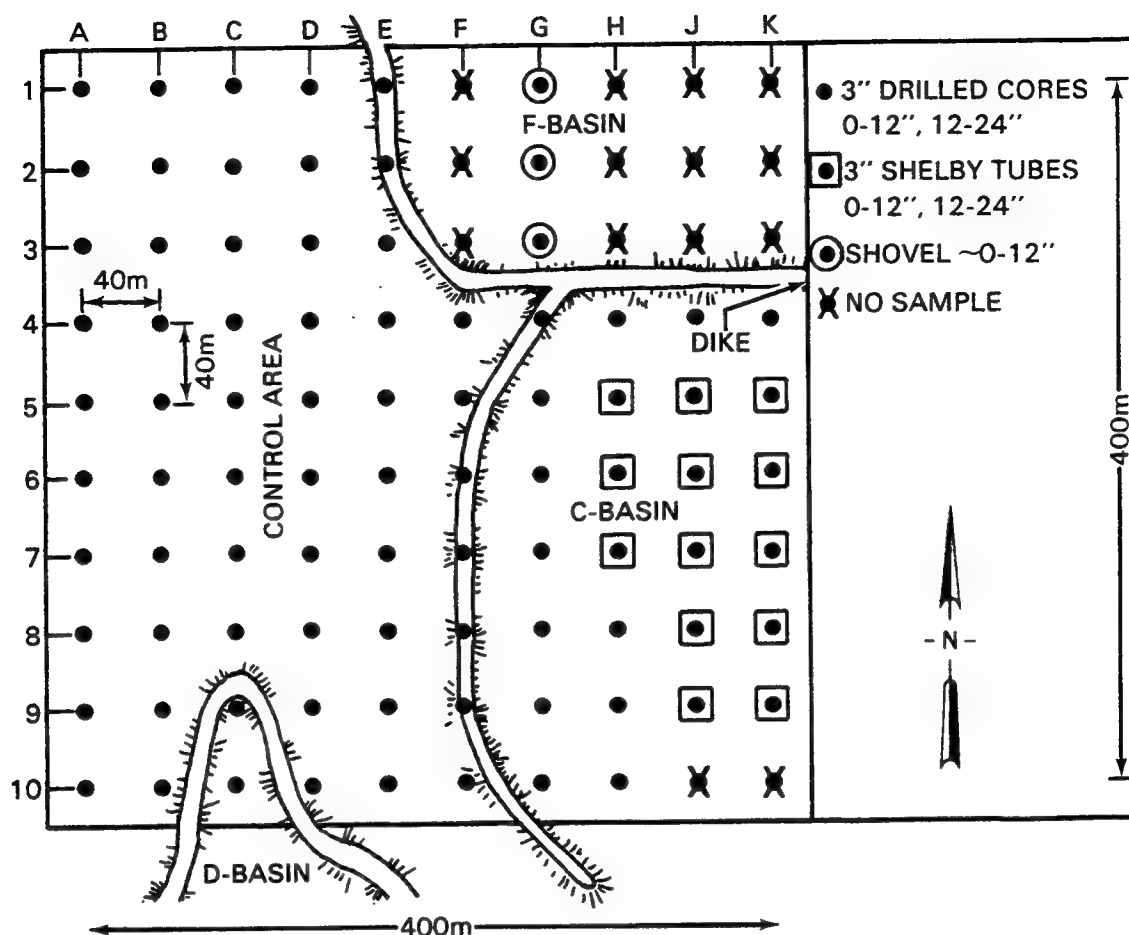 A B C D E F G H J K
1
2
3
4
5
6
7
8
9
10
F-BASIN
40m
40m
CONTROL AREA
DIKE
C-BASIN
D-BASIN
400m
3" DRILLED CORES
0-12", 12-24"
3" SHELBY TUBES
0-12", 12-24"
SHOVEL ~0-12"
NO SAMPLE
400m
- N -